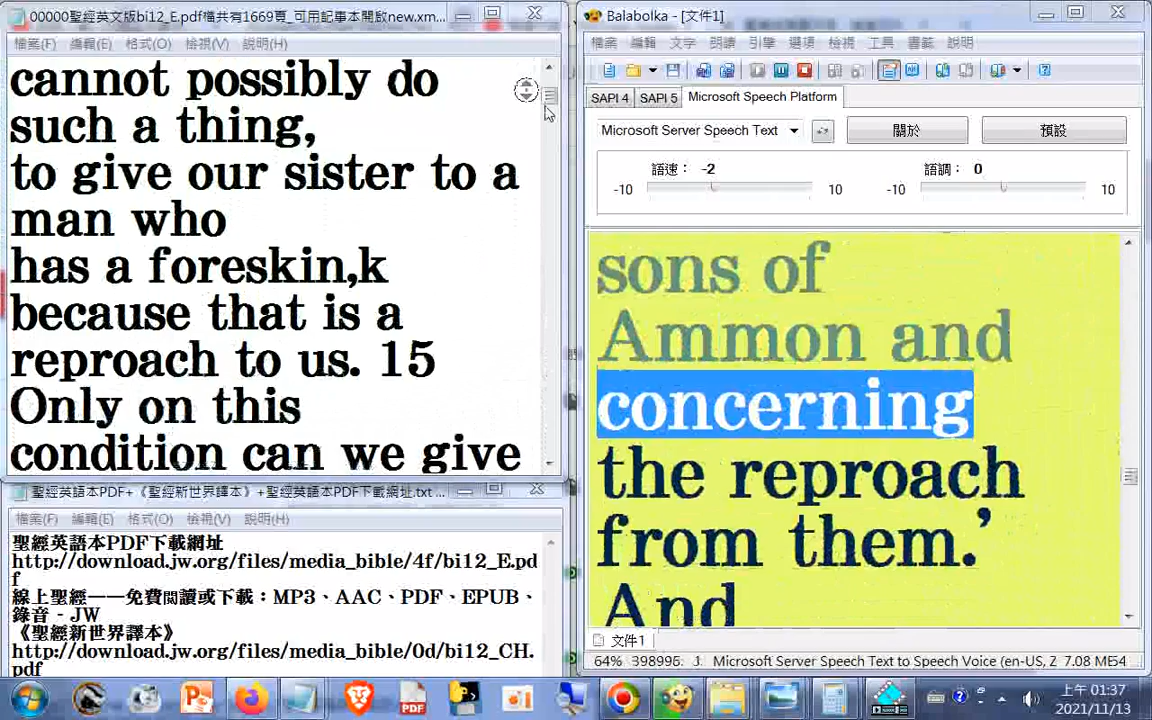 00000聖經英文版bi12_E.pdf檔共有1669頁_可用記事本開啟new.xm...
檔案(F) 編輯(E) 格式(O) 檢視(V) 說明(H)
cannot possibly do
such a thing,
to give our sister to a
man who
has a foreskin,k
because that is a
reproach to us. 15
Only on this
condition can we give
聖經英語本PDF+《聖經新世界譯本》+聖經英語本PDF下載網址.txt ...
檔案(F) 編輯(E) 格式(O) 檢視(V) 說明(H)
聖經英語本PDF下載網址
http://download.jw.org/files/media_bible/4f/bi12_E.pd
f
線上聖經——免費閱讀或下載：MP3、AAC、PDF、EPUB、
錄音 - JW
《聖經新世界譯本》
http://download.jw.org/files/media_bible/0d/bi12_CH.
pdf
Balabolka - [文件1]
檔案 編輯 文字 朗讀 引擎 選項 檢視 工具 書籤 說明
SAPI 4 SAPI 5 Microsoft Speech Platform
Microsoft Server Speech Text 關於 預設
語速： -2 語調： 0
-10 10 -10 10
sons of
Ammon and
concerning
the reproach
from them.’
And
文件1
64% 398995: 1 Microsoft Server Speech Text to Speech Voice (en-US, Z 7.08 ME54
PDF
上午 01:37
2021/11/13